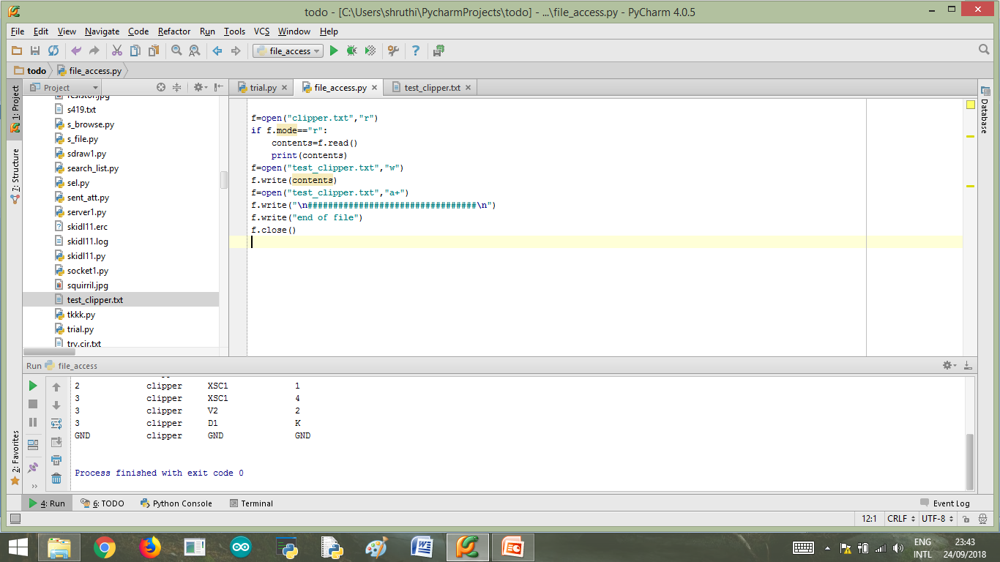 todo - [C:\Users\shruthi\PycharmProjects\todo] - ...\file_access.py - PyCharm 4.0.5
File Edit View Navigate Code Refactor Run Tools VCS Window Help
file_access
todo file_access.py
1: Project
7: Structure
2: Favorites
Project
resistor.jpg
s419.txt
s_browse.py
s_file.py
sdraw1.py
search_list.py
sel.py
sent_att.py
server1.py
skidl11.erc
skidl11.log
skidl11.py
socket1.py
squirril.jpg
test_clipper.txt
tkkk.py
trial.py
try.cir.txt
trial.py file_access.py test_clipper.txt
f=open("clipper.txt","r")
if f.mode=="r":
    contents=f.read()
    print(contents)
f=open("test_clipper.txt","w")
f.write(contents)
f=open("test_clipper.txt","a+")
f.write("\n#################################\n")
f.write("end of file")
f.close()
Database
Run file_access
2 clipper XSC1 1
3 clipper XSC1 4
3 clipper V2 2
3 clipper D1 K
GND clipper GND GND
Process finished with exit code 0
4: Run 6: TODO Python Console Terminal Event Log
12:1 CRLF UTF-8
ENG 23:43
INTL 24/09/2018